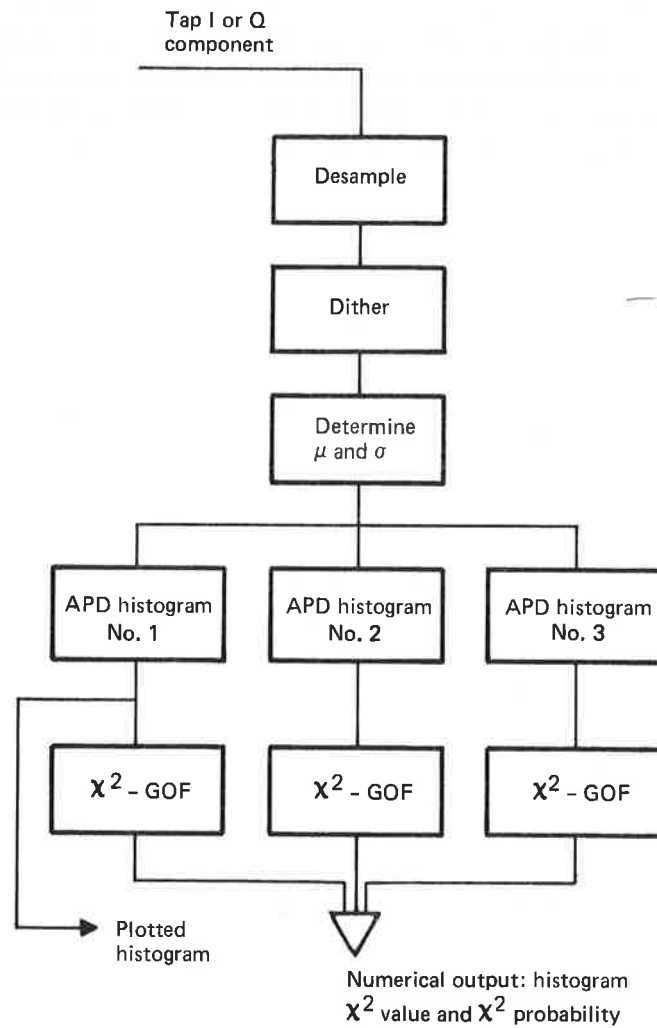 Tap I or Q
component
Desample
Dither
Determine
μ and σ
APD histogram
No. 1
APD histogram
No. 2
APD histogram
No. 3
χ² – GOF
χ² – GOF
χ² – GOF
Plotted
histogram
Numerical output: histogram
χ² value and χ² probability